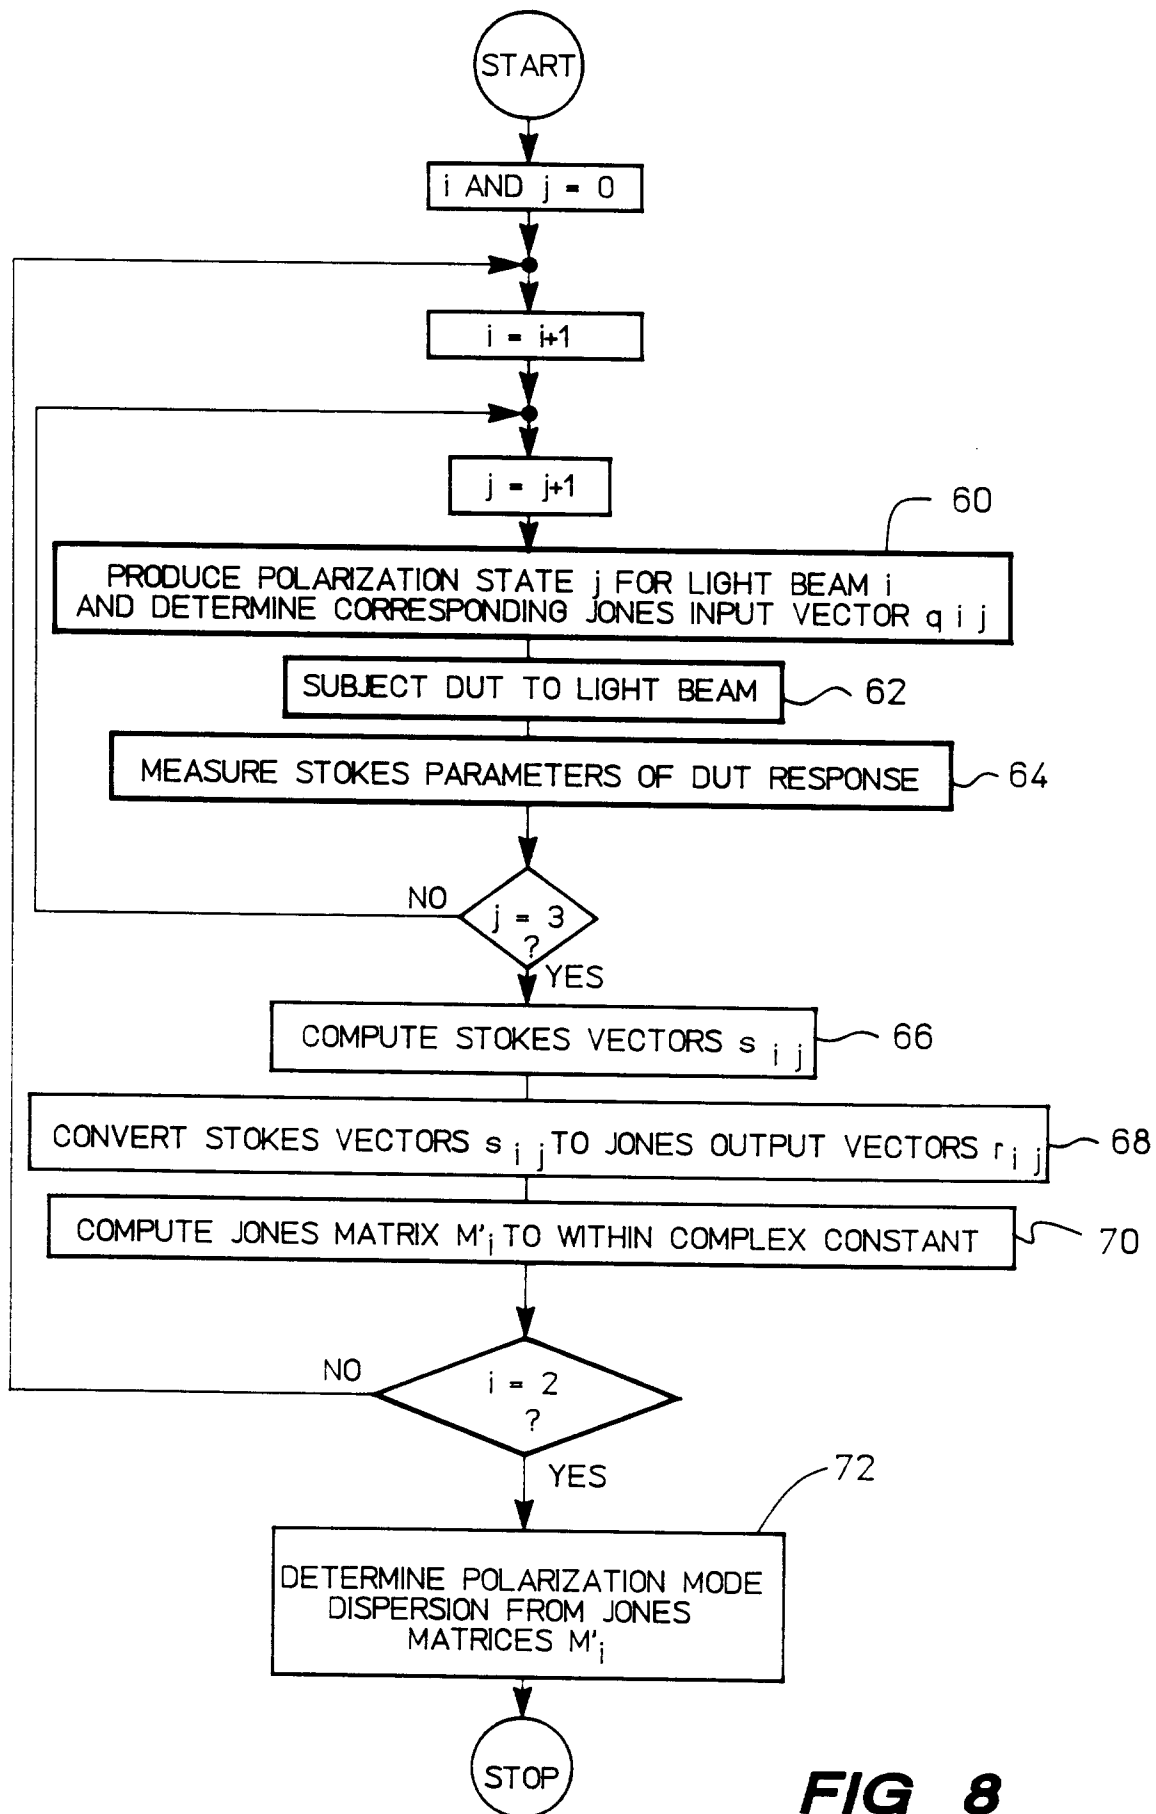 START
i AND j = 0
i = i+1
j = j+1
60
PRODUCE POLARIZATION STATE j FOR LIGHT BEAM i
AND DETERMINE CORRESPONDING JONES INPUT VECTOR q i j
SUBJECT DUT TO LIGHT BEAM
62
MEASURE STOKES PARAMETERS OF DUT RESPONSE
64
NO
j = 3
?
YES
COMPUTE STOKES VECTORS s i j
66
CONVERT STOKES VECTORS s i j TO JONES OUTPUT VECTORS r i j
68
COMPUTE JONES MATRIX M' i TO WITHIN COMPLEX CONSTANT
70
NO
i = 2
?
YES
72
DETERMINE POLARIZATION MODE
DISPERSION FROM JONES
MATRICES M' i
STOP
FIG 8